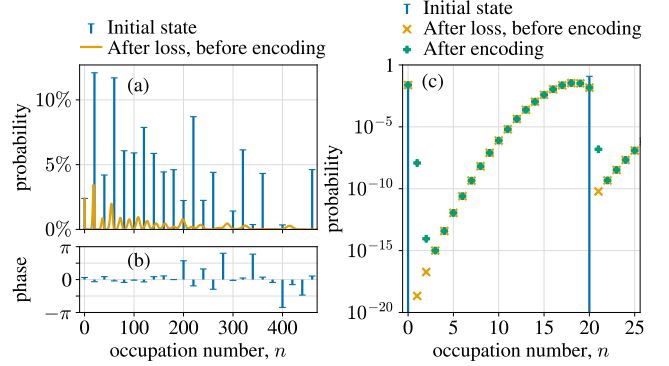 Initial state
After loss, before encoding
Initial state
After loss, before encoding
After encoding
(a)
10%
5%
0%
probability
(b)
π
0
−π
phase
0 100 200 300 400
occupation number, n
(c)
1
10⁻⁵
10⁻¹⁰
10⁻¹⁵
10⁻²⁰
probability
0 5 10 15 20 25
occupation number, n